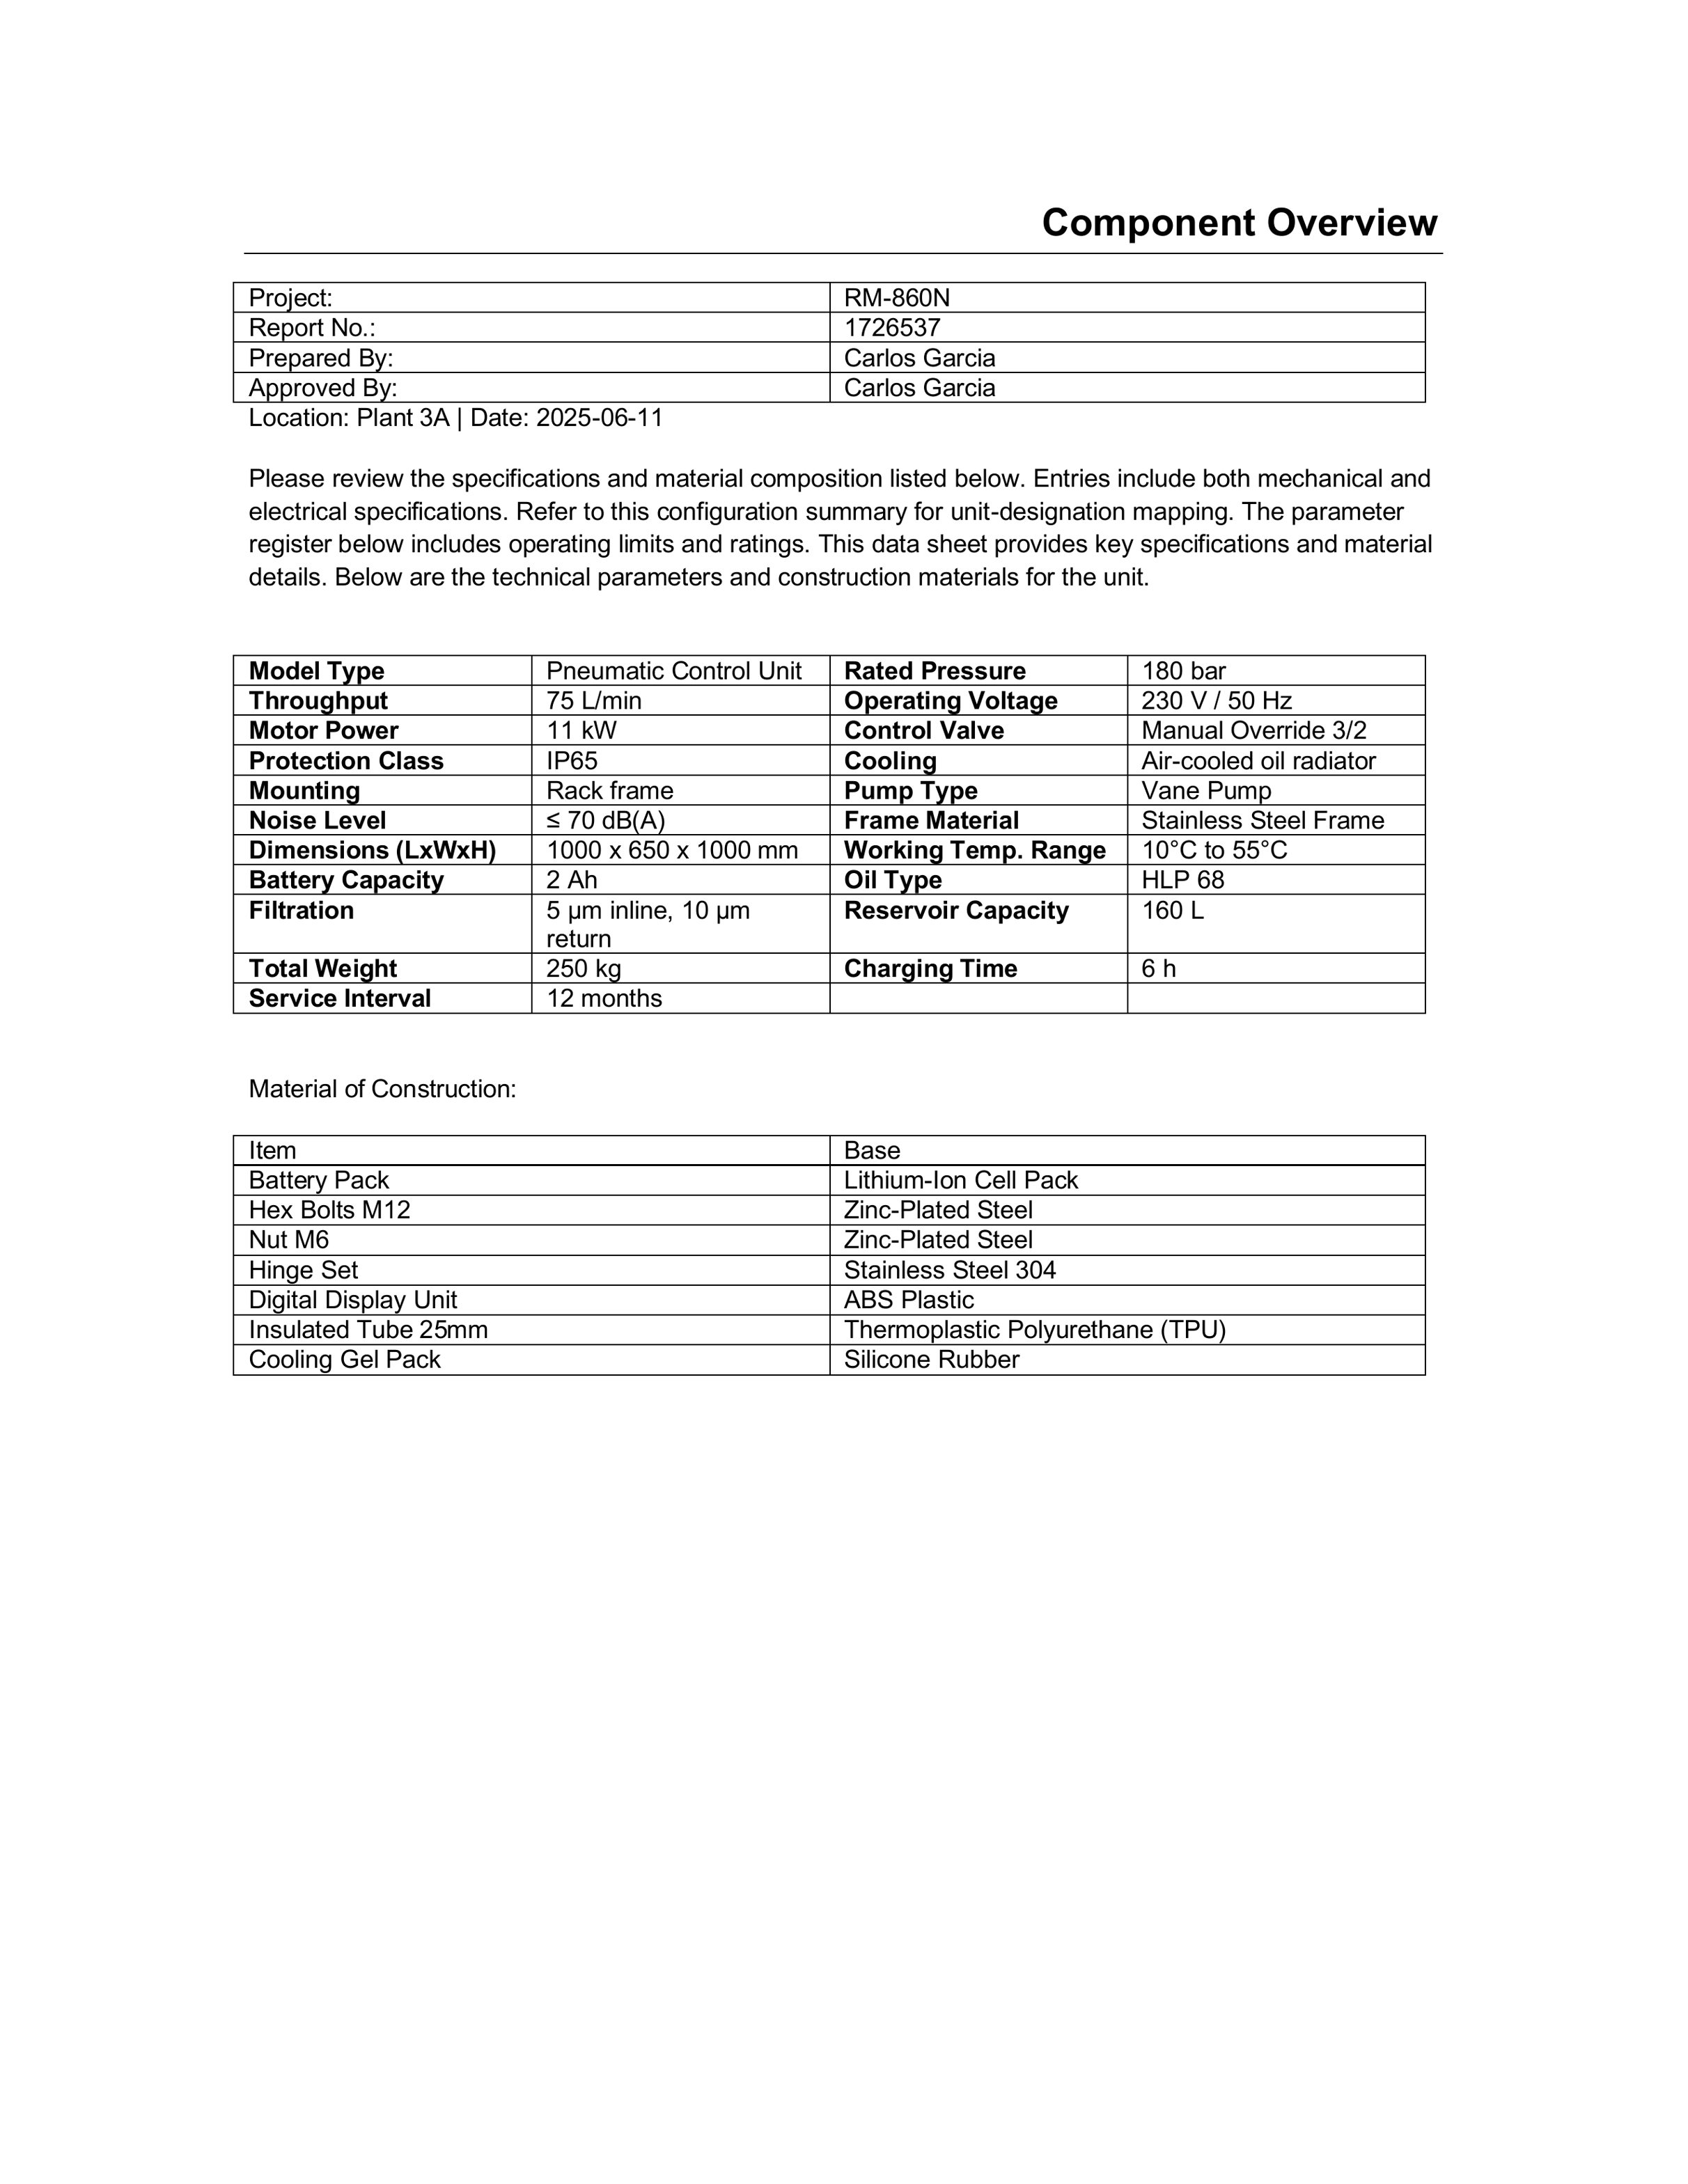 Component Overview
Project: RM-860N
Report No.: 1726537
Prepared By: Carlos Garcia
Approved By: Carlos Garcia
Location: Plant 3A | Date: 2025-06-11
Please review the specifications and material composition listed below. Entries include both mechanical and
electrical specifications. Refer to this configuration summary for unit-designation mapping. The parameter
register below includes operating limits and ratings. This data sheet provides key specifications and material
details. Below are the technical parameters and construction materials for the unit.
Model Type Pneumatic Control Unit Rated Pressure 180 bar
Throughput 75 L/min Operating Voltage 230 V / 50 Hz
Motor Power 11 kW Control Valve Manual Override 3/2
Protection Class IP65 Cooling Air-cooled oil radiator
Mounting Rack frame Pump Type Vane Pump
Noise Level ≤ 70 dB(A) Frame Material Stainless Steel Frame
Dimensions (LxWxH) 1000 x 650 x 1000 mm Working Temp. Range 10°C to 55°C
Battery Capacity 2 Ah Oil Type HLP 68
Filtration 5 µm inline, 10 µm Reservoir Capacity 160 L
return
Total Weight 250 kg Charging Time 6 h
Service Interval 12 months
Material of Construction:
Item Base
Battery Pack Lithium-Ion Cell Pack
Hex Bolts M12 Zinc-Plated Steel
Nut M6 Zinc-Plated Steel
Hinge Set Stainless Steel 304
Digital Display Unit ABS Plastic
Insulated Tube 25mm Thermoplastic Polyurethane (TPU)
Cooling Gel Pack Silicone Rubber